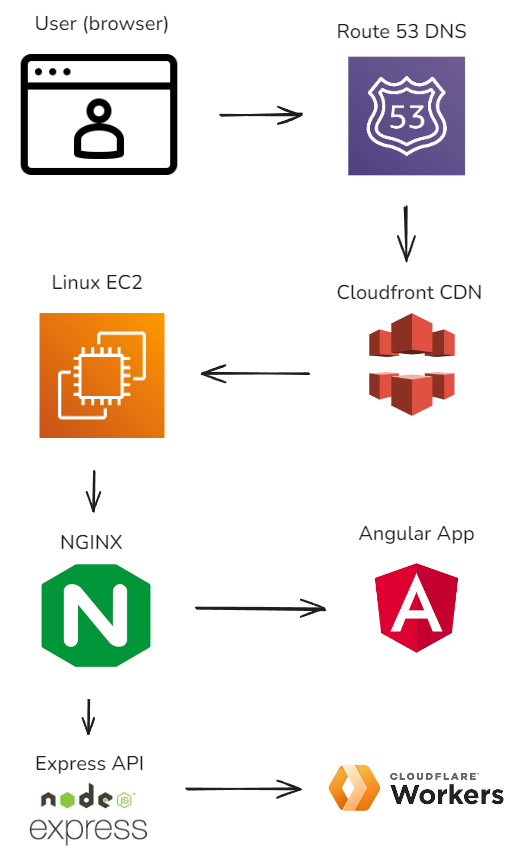 User (browser)
Route 53 DNS
53
Linux EC2
Cloudfront CDN
NGINX
N
Angular App
A
Express API
node
JS
express
CLOUDFLARE
Workers